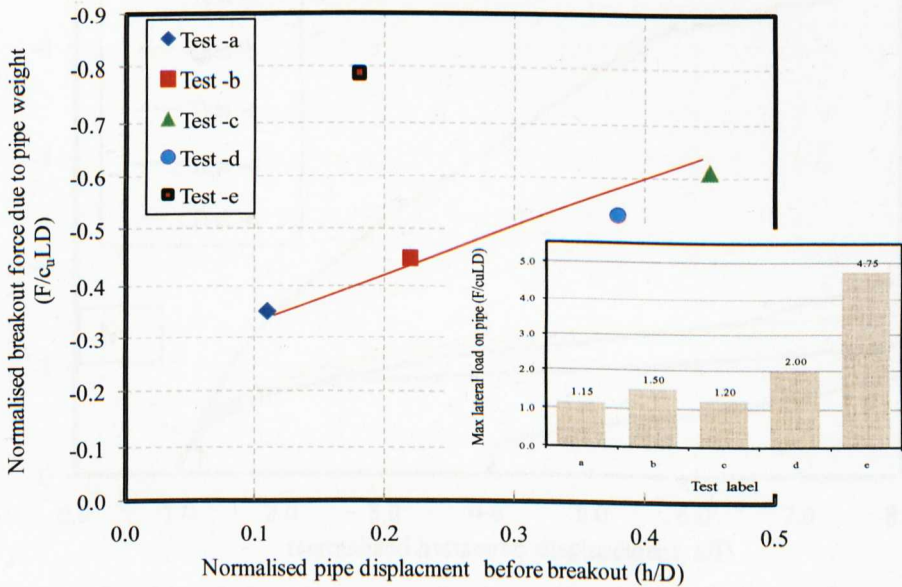 Normalised breakout force due to pipe weight
(F/cuLD)
-0.9
-0.8
-0.7
-0.6
-0.5
-0.4
-0.3
-0.2
-0.1
0.0
Test -a
Test -b
Test -c
Test -d
Test -e
0.0
0.1
0.2
0.3
0.4
0.5
Normalised pipe displacment before breakout (h/D)
Max lateral load on pipe (F/cuLD)
5.0
4.0
3.0
2.0
1.0
0.0
1.15
1.50
1.20
2.00
4.75
a
b
c
d
e
Test label